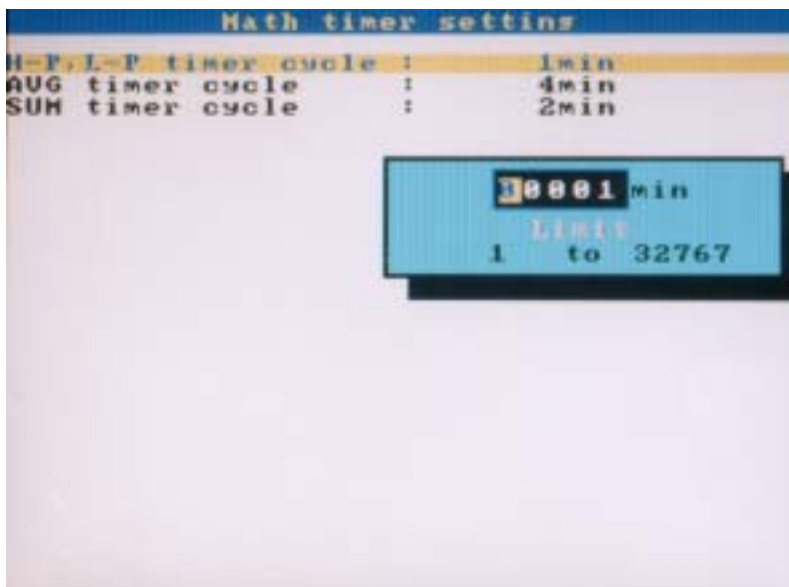 Math timer setting
H-P,L-P timer cycle : 1min
AVG timer cycle : 4min
SUM timer cycle : 2min
00001 min
Limit
1 to 32767